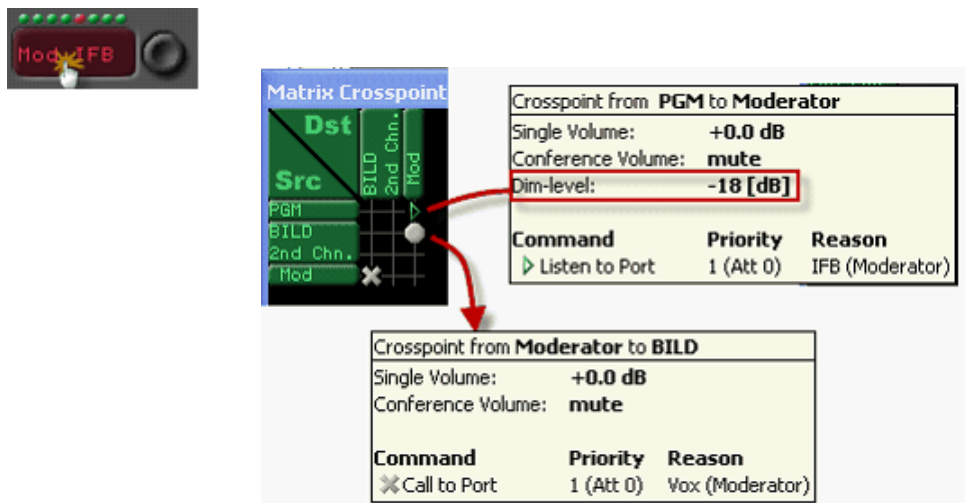 Mod IFB
Matrix Crosspoint
Dst
BILD
2nd Chn.
Mod
Src
PGM
BILD
2nd Chn.
Mod
Crosspoint from PGM to Moderator
Single Volume: +0.0 dB
Conference Volume: mute
Dim-level: -18 [dB]
Command Priority Reason
Listen to Port 1 (Att 0) IFB (Moderator)
Crosspoint from Moderator to BILD
Single Volume: +0.0 dB
Conference Volume: mute
Command Priority Reason
Call to Port 1 (Att 0) Vox (Moderator)